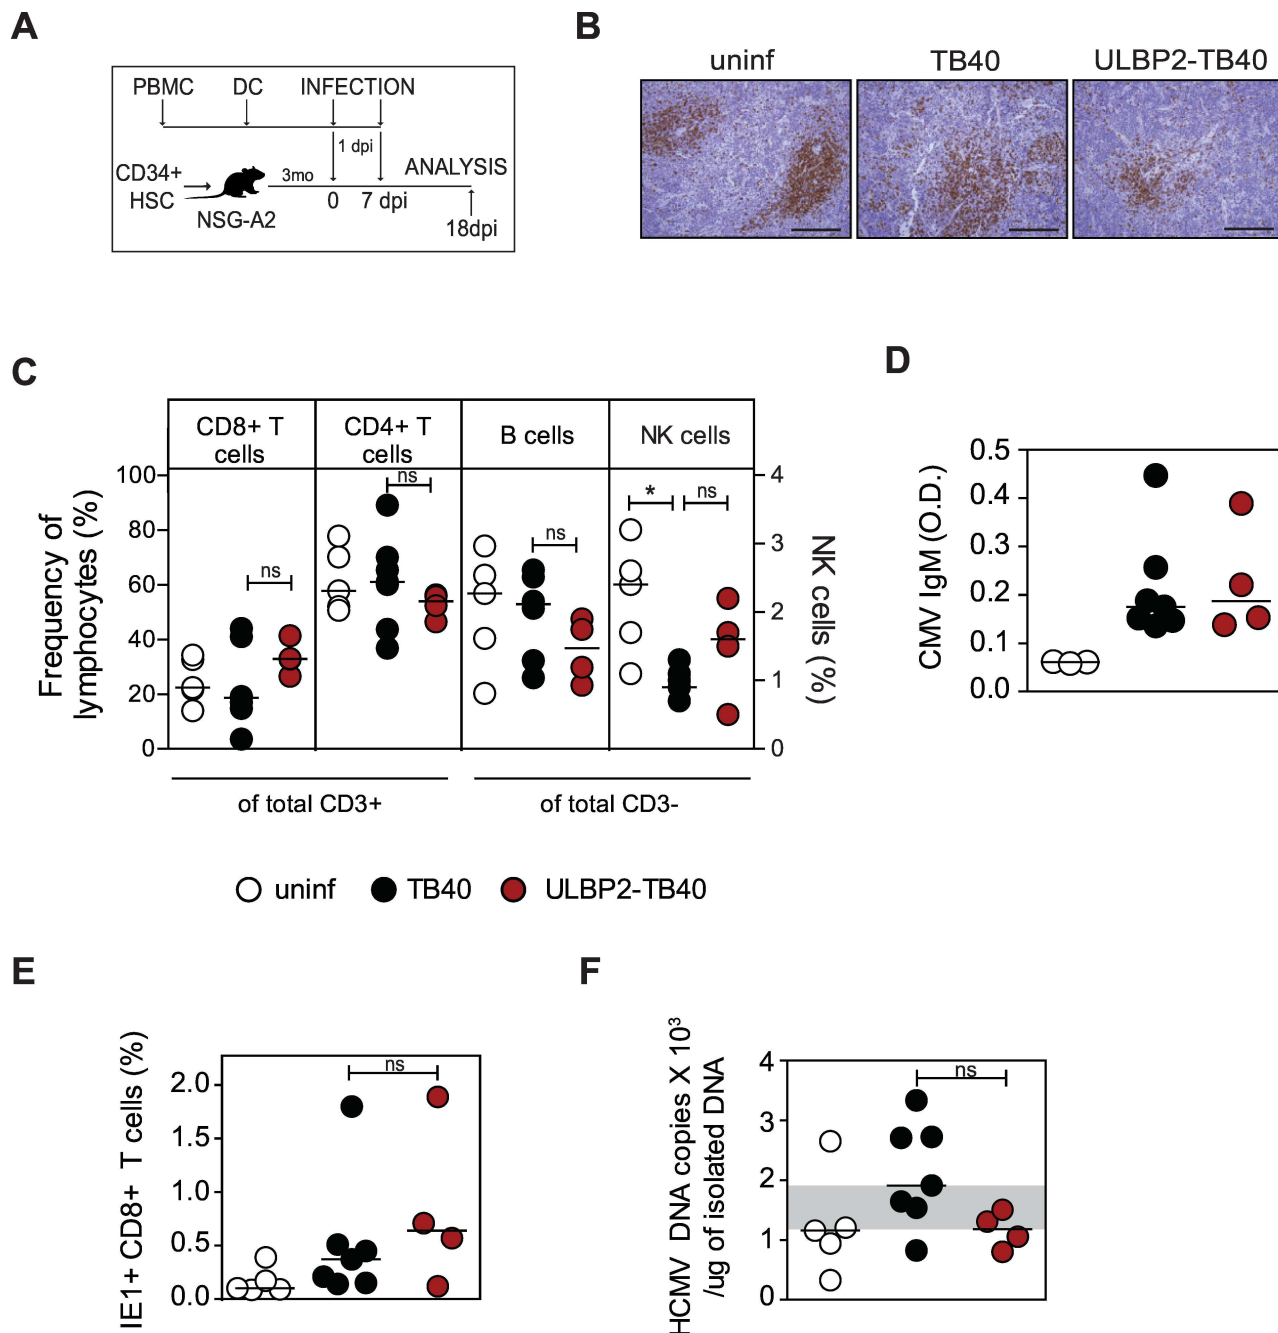 A
PBMC DC INFECTION
1 dpi
CD34+
HSC
NSG-A2
3mo
ANALYSIS
0 7 dpi
18dpi
B
uninf TB40 ULBP2-TB40
C
CD8+ T
cells
CD4+ T
cells
B cells
NK cells
Frequency of
lymphocytes (%)
100
80
60
40
20
0
ns
ns
ns
*
ns
4
3
2
1
0
NK cells (%)
of total CD3+
of total CD3-
uninf TB40 ULBP2-TB40
D
CMV IgM (O.D.)
0.5
0.4
0.3
0.2
0.1
0.0
E
IE1+ CD8+ T cells (%)
2.0
1.5
1.0
0.5
0.0
ns
F
HCMV DNA copies X 10³
/ug of isolated DNA
4
3
2
1
0
ns